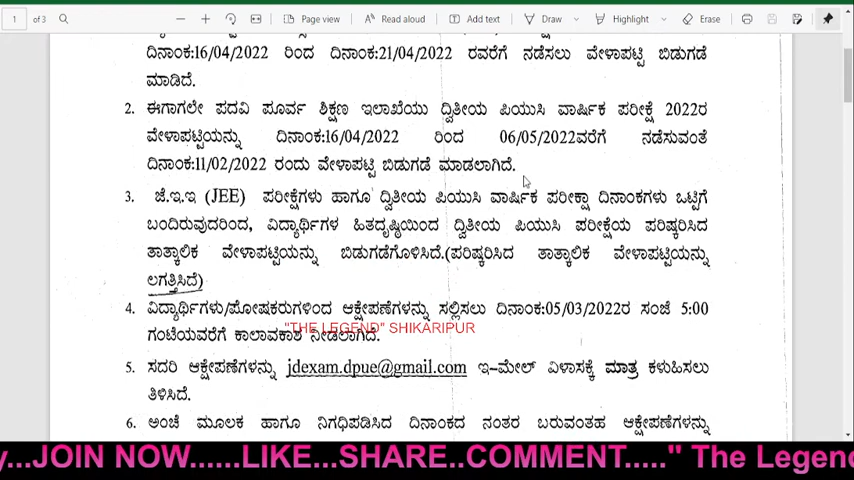 1 of 3 Page view Read aloud Add text Draw Highlight Erase
ದಿನಾಂಕ:16/04/2022 ರಿಂದ ದಿನಾಂಕ:21/04/2022 ರವರೆಗೆ ನಡೆಸಲು ವೇಳಾಪಟ್ಟಿ ಬಿಡುಗಡೆ
ಮಾಡಿದೆ.
2. ಈಗಾಗಲೇ ಪದವಿ ಪೂರ್ವ ಶಿಕ್ಷಣ ಇಲಾಖೆಯು ದ್ವಿತೀಯ ಪಿಯುಸಿ ವಾರ್ಷಿಕ ಪರೀಕ್ಷೆ 2022ರ
ವೇಳಾಪಟ್ಟಿಯನ್ನು ದಿನಾಂಕ:16/04/2022 ರಿಂದ 06/05/2022ವರೆಗೆ ನಡೆಸುವಂತೆ
ದಿನಾಂಕ:11/02/2022 ರಂದು ವೇಳಾಪಟ್ಟಿ ಬಿಡುಗಡೆ ಮಾಡಲಾಗಿದೆ.
3. ಜೆ.ಇ.ಇ (JEE) ಪರೀಕ್ಷೆಗಳು ಹಾಗೂ ದ್ವಿತೀಯ ಪಿಯುಸಿ ವಾರ್ಷಿಕ ಪರೀಕ್ಷಾ ದಿನಾಂಕಗಳು ಒಟ್ಟಿಗೆ
ಬಂದಿರುವುದರಿಂದ, ವಿದ್ಯಾರ್ಥಿಗಳ ಹಿತದೃಷ್ಠಿಯಿಂದ ದ್ವಿತೀಯ ಪಿಯುಸಿ ಪರೀಕ್ಷೆಯ ಪರಿಷ್ಕರಿಸಿದ
ತಾತ್ಕಾಲಿಕ ವೇಳಾಪಟ್ಟಿಯನ್ನು ಬಿಡುಗಡೆಗೊಳಿಸಿದೆ.(ಪರಿಷ್ಕರಿಸಿದ ತಾತ್ಕಾಲಿಕ ವೇಳಾಪಟ್ಟಿಯನ್ನು
ಲಗತ್ತಿಸಿದೆ)
4. ವಿದ್ಯಾರ್ಥಿಗಳು/ಪೋಷಕರುಗಳಿಂದ ಆಕ್ಷೇಪಣೆಗಳನ್ನು ಸಲ್ಲಿಸಲು ದಿನಾಂಕ:05/03/2022ರ ಸಂಜೆ 5:00
"THE LEGEND" SHIKARIPUR
ಗಂಟೆಯವರೆಗೆ ಕಾಲಾವಕಾಶ ನೀಡಲಾಗಿದೆ.
5. ಸದರಿ ಆಕ್ಷೇಪಣೆಗಳನ್ನು jdexam.dpue@gmail.com ಇ-ಮೇಲ್ ವಿಳಾಸಕ್ಕೆ ಮಾತ್ರ ಕಳುಹಿಸಲು
ತಿಳಿಸಿದೆ.
6. ಅಂಚೆ ಮೂಲಕ ಹಾಗೂ ನಿಗಧಿಪಡಿಸಿದ ದಿನಾಂಕದ ನಂತರ ಬರುವಂತಹ ಆಕ್ಷೇಪಣೆಗಳನ್ನು
y...JOIN NOW......LIKE...SHARE..COMMENT....." The Legend